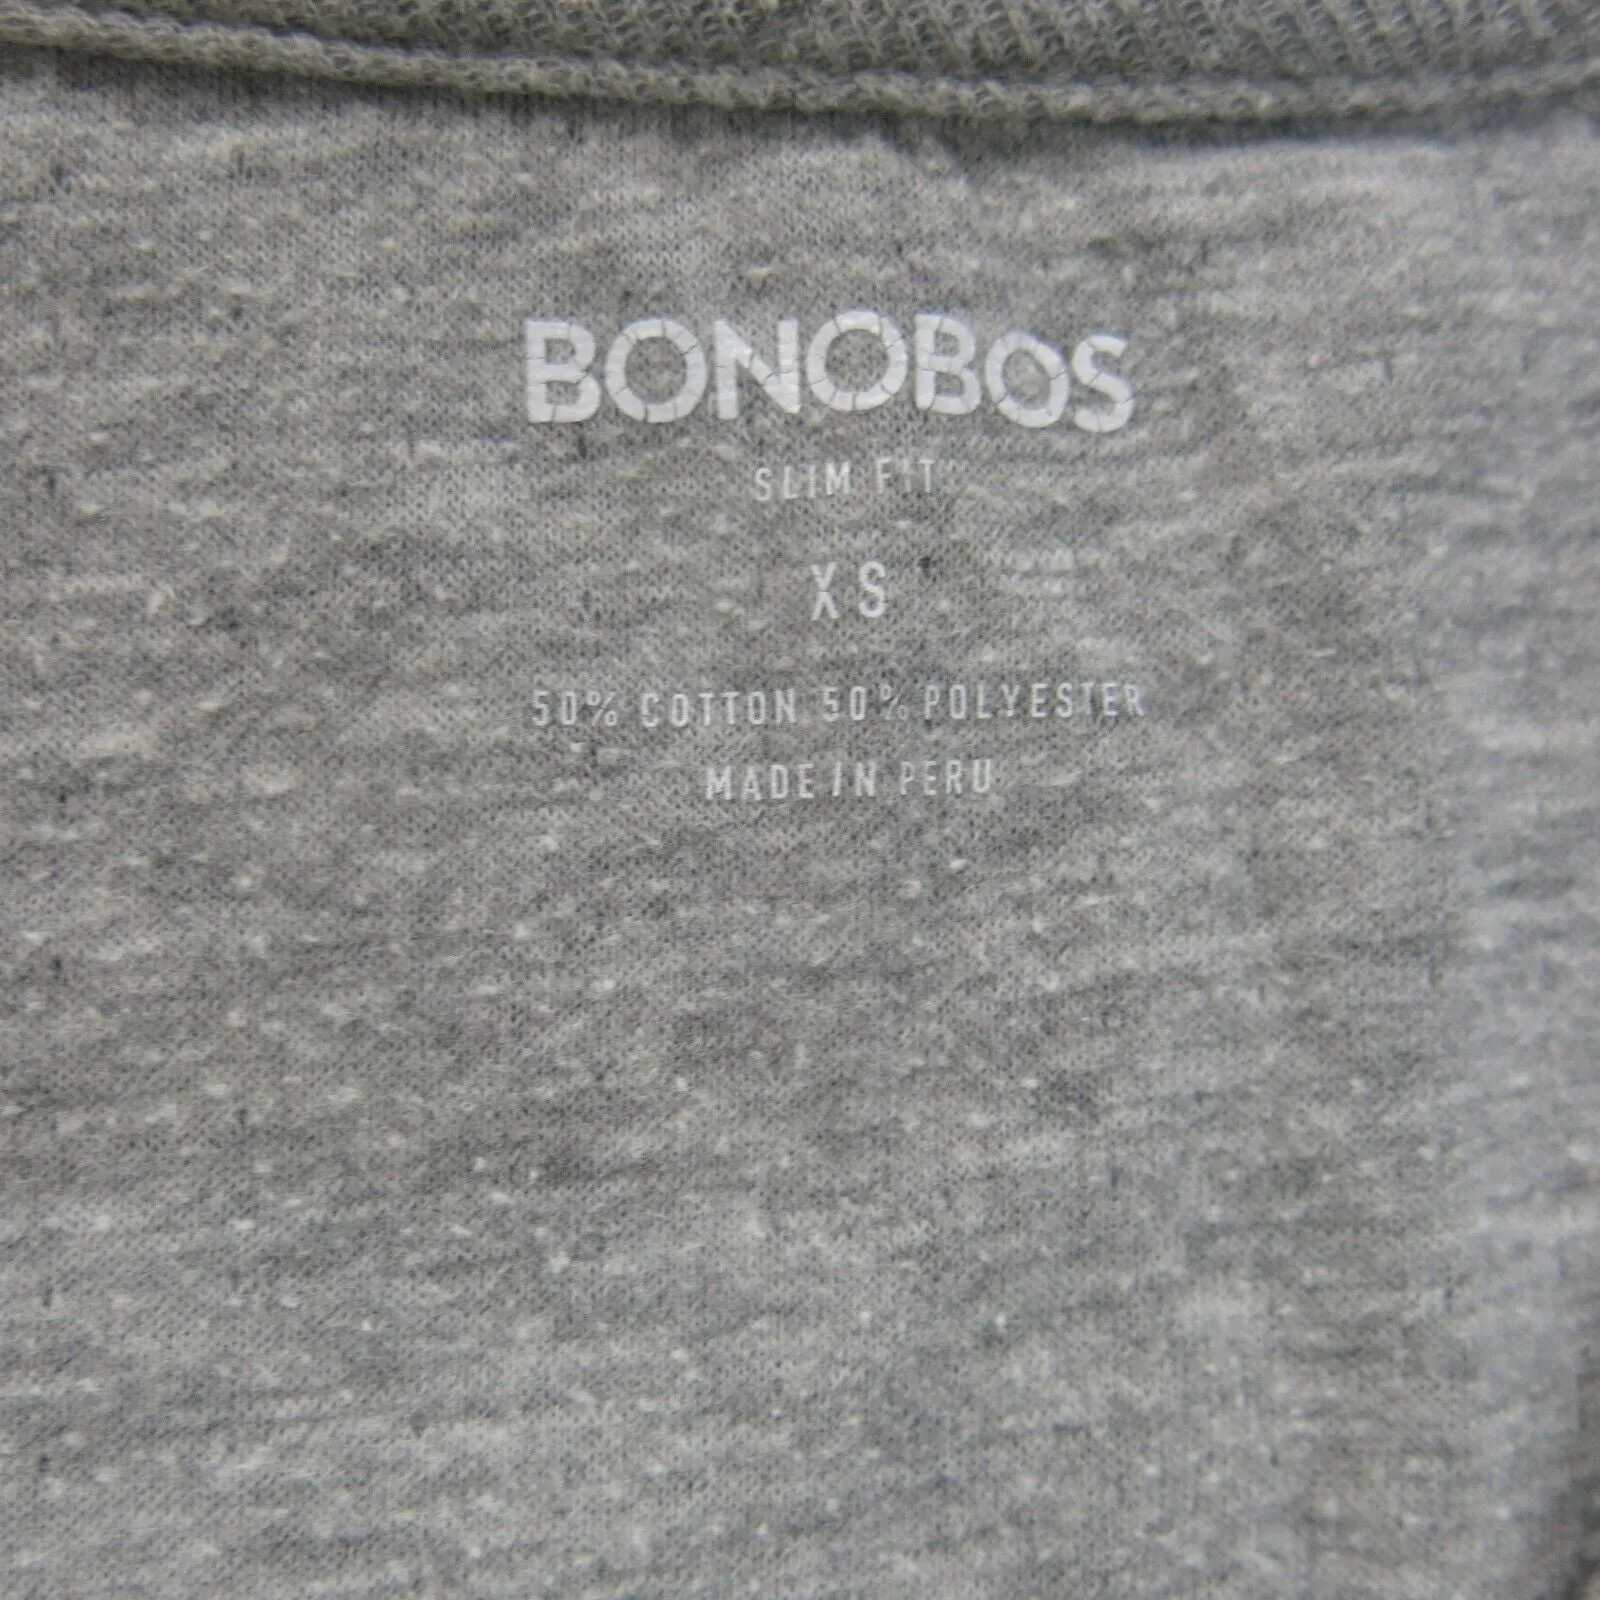 BONOBOS
SLIM FIT
XS
50% COTTON 50% POLYESTER
MADE IN PERU